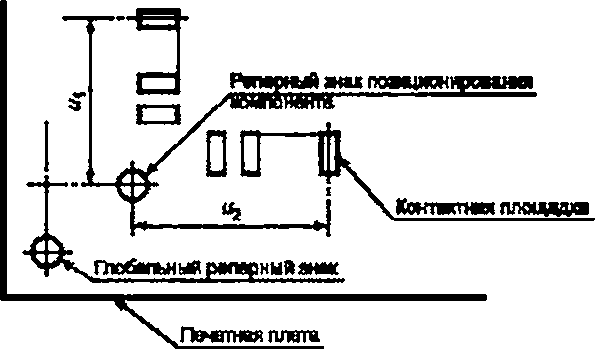 Реперный знак позиционирования
компонента
u₁
u₂
Контактная площадка
Глобальный реперный знак
Печатная плата